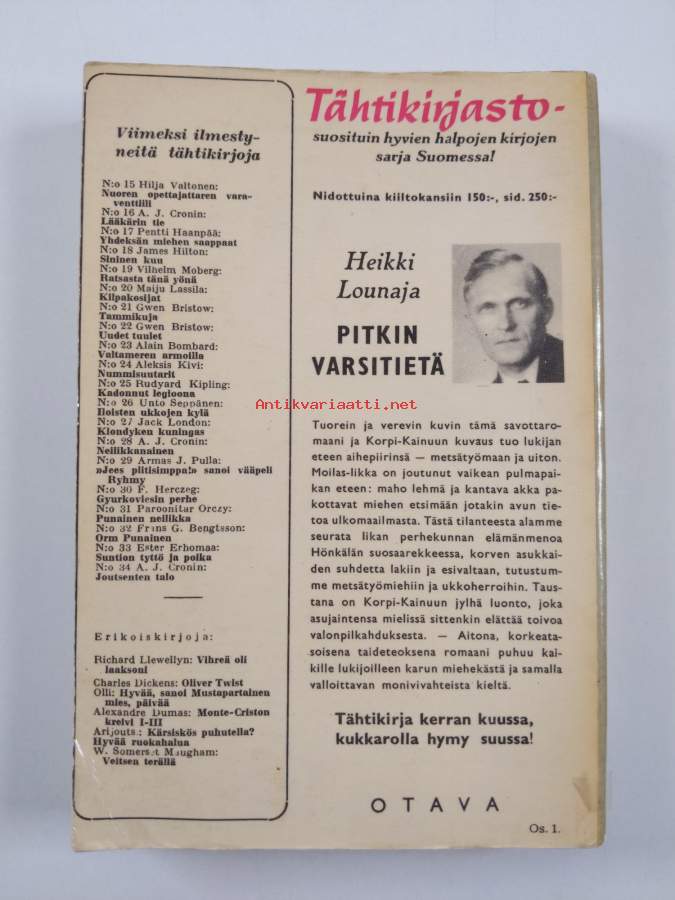 Viimeksi ilmesty-
neitä tähtikirjoja
N:o 15 Hilja Valtonen:
Nuoren opettajattaren vara-
venttiili
N:o 16 A. J. Cronin:
Lääkärin tie
N:o 17 Pentti Haanpää:
Yhdeksän miehen saappaat
N:o 18 James Hilton:
Sininen kuu
N:o 19 Vilhelm Moberg:
Ratsasta tänä yönä
N:o 20 Maiju Lassila:
Kilpakosijat
N:o 21 Gwen Bristow:
Tammikuja
N:o 22 Gwen Bristow:
Uudet tuulet
N:o 23 Alain Bombard:
Valtameren armoilla
N:o 24 Aleksis Kivi:
Nummisuutarit
N:o 25 Rudyard Kipling:
Kadonnut legioona
N:o 26 Unto Seppänen:
Iloisten ukkojen kylä
N:o 27 Jack London:
Klondyken kuningas
N:o 28 A. J. Cronin:
Neilikkanainen
N:o 29 Armas J. Pulla:
»Jees plitisimppa!» sanoi vääpeli
Ryhmy
N:o 30 F. Herczeg:
Gyurkovicsin perhe
N:o 31 Paroonitar Orczy:
Punainen neilikka
N:o 32 Frans G. Bengtsson:
Orm Punainen
N:o 33 Ester Erhomaa:
Suntion tyttö ja poika
N:o 34 A. J. Cronin:
Joutsenten talo
Erikoiskirjoja:
Richard Llewellyn: Vihreä oli
laaksoni
Charles Dickens: Oliver Twist
Olli: Hyvää, sanoi Mustapartainen
mies, päivää
Alexandre Dumas: Monte-Criston
kreivi I-III
Arijouts.: Kärsiskös puhutella?
Hyvää ruokahalua
W. Somerset Maugham:
Veitsen terällä
Tähtikirjasto-
suosituin hyvien halpojen kirjojen
sarja Suomessa!
Nidottuina kiiltokansiin 150:-, sid. 250:-
Heikki
Lounaja
PITKIN
VARSITIETÄ
Antikvariaatti.net
Tuorein ja verevin kuvin tämä savottaro-
maani ja Korpi-Kainuun kuvaus tuo lukijan
eteen aihepiirinsä — metsätyömaan ja uiton.
Moilas-likka on joutunut vaikean pulmapai-
kan eteen: maho lehmä ja kantava akka pa-
kottavat miehen etsimään jotakin avun tie-
toa ulkomaailmasta. Tästä tilanteesta alamme
seurata likan perhekunnan elämänmenoa
Hönkälän suosaarekkeessa, korven asukkai-
den suhdetta lakiin ja esivaltaan, tutustum-
me metsätyömiehiin ja ukkoherroihin. Taus-
tana on Korpi-Kainuun jylhä luonto, joka
asujaintensa mielissä sittenkin elättää toivoa
valonpilkahduksesta. — Aitona, korkeata-
soisena taideteoksena romaani puhuu kai-
kille lukijoilleen karun miehekästä ja samalla
valloittavan monivivahteista kieltä.
Tähtikirja kerran kuussa,
kukkarolla hymy suussa!
OTAVA
Os. 1.